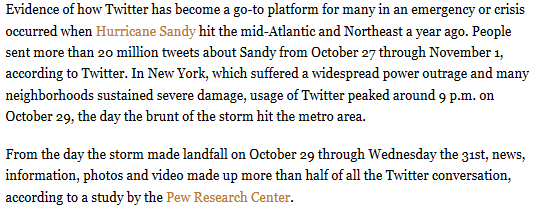 Evidence of how Twitter has become a go-to platform for many in an emergency or crisis
occurred when Hurricane Sandy hit the mid-Atlantic and Northeast a year ago. People
sent more than 20 million tweets about Sandy from October 27 through November 1,
according to Twitter. In New York, which suffered a widespread power outrage and many
neighborhoods sustained severe damage, usage of Twitter peaked around 9 p.m. on
October 29, the day the brunt of the storm hit the metro area.
From the day the storm made landfall on October 29 through Wednesday the 31st, news,
information, photos and video made up more than half of all the Twitter conversation,
according to a study by the Pew Research Center.